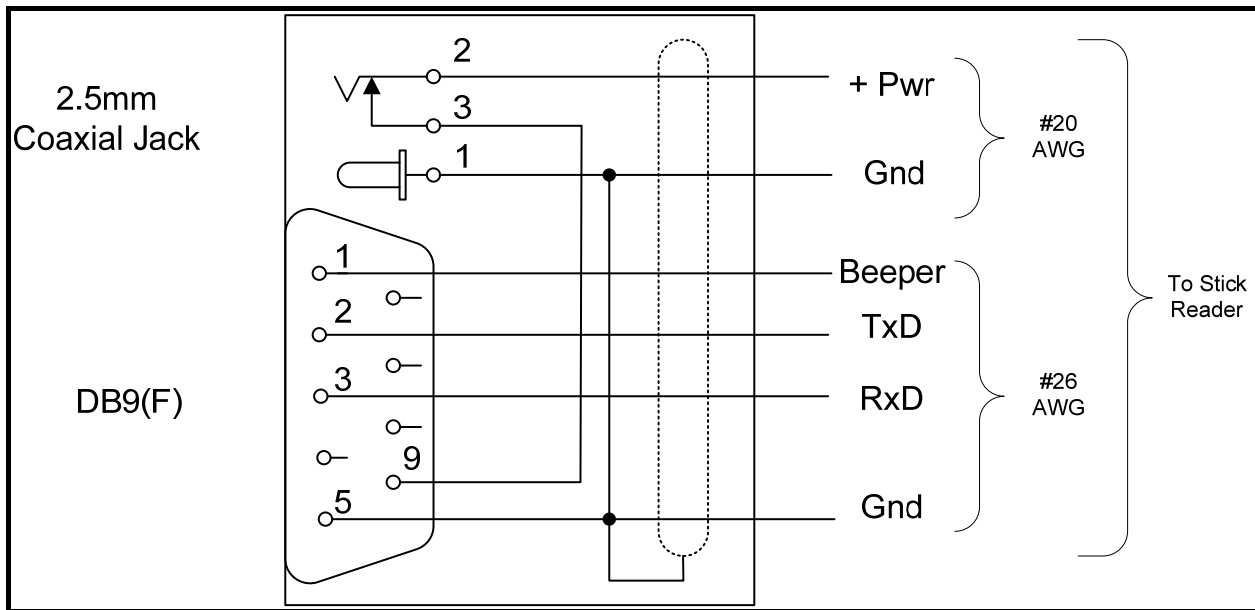 2.5mm
Coaxial Jack
2
3
1
+ Pwr
Gnd
#20
AWG
DB9(F)
1
2
3
9
5
Beeper
TxD
RxD
Gnd
#26
AWG
To Stick
Reader